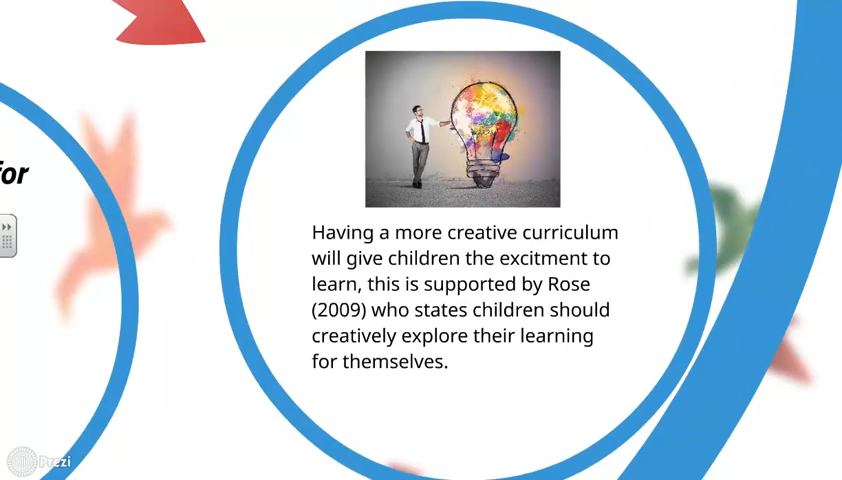 for
Having a more creative curriculum
will give children the excitment to
learn, this is supported by Rose
(2009) who states children should
creatively explore their learning
for themselves.
Prezi